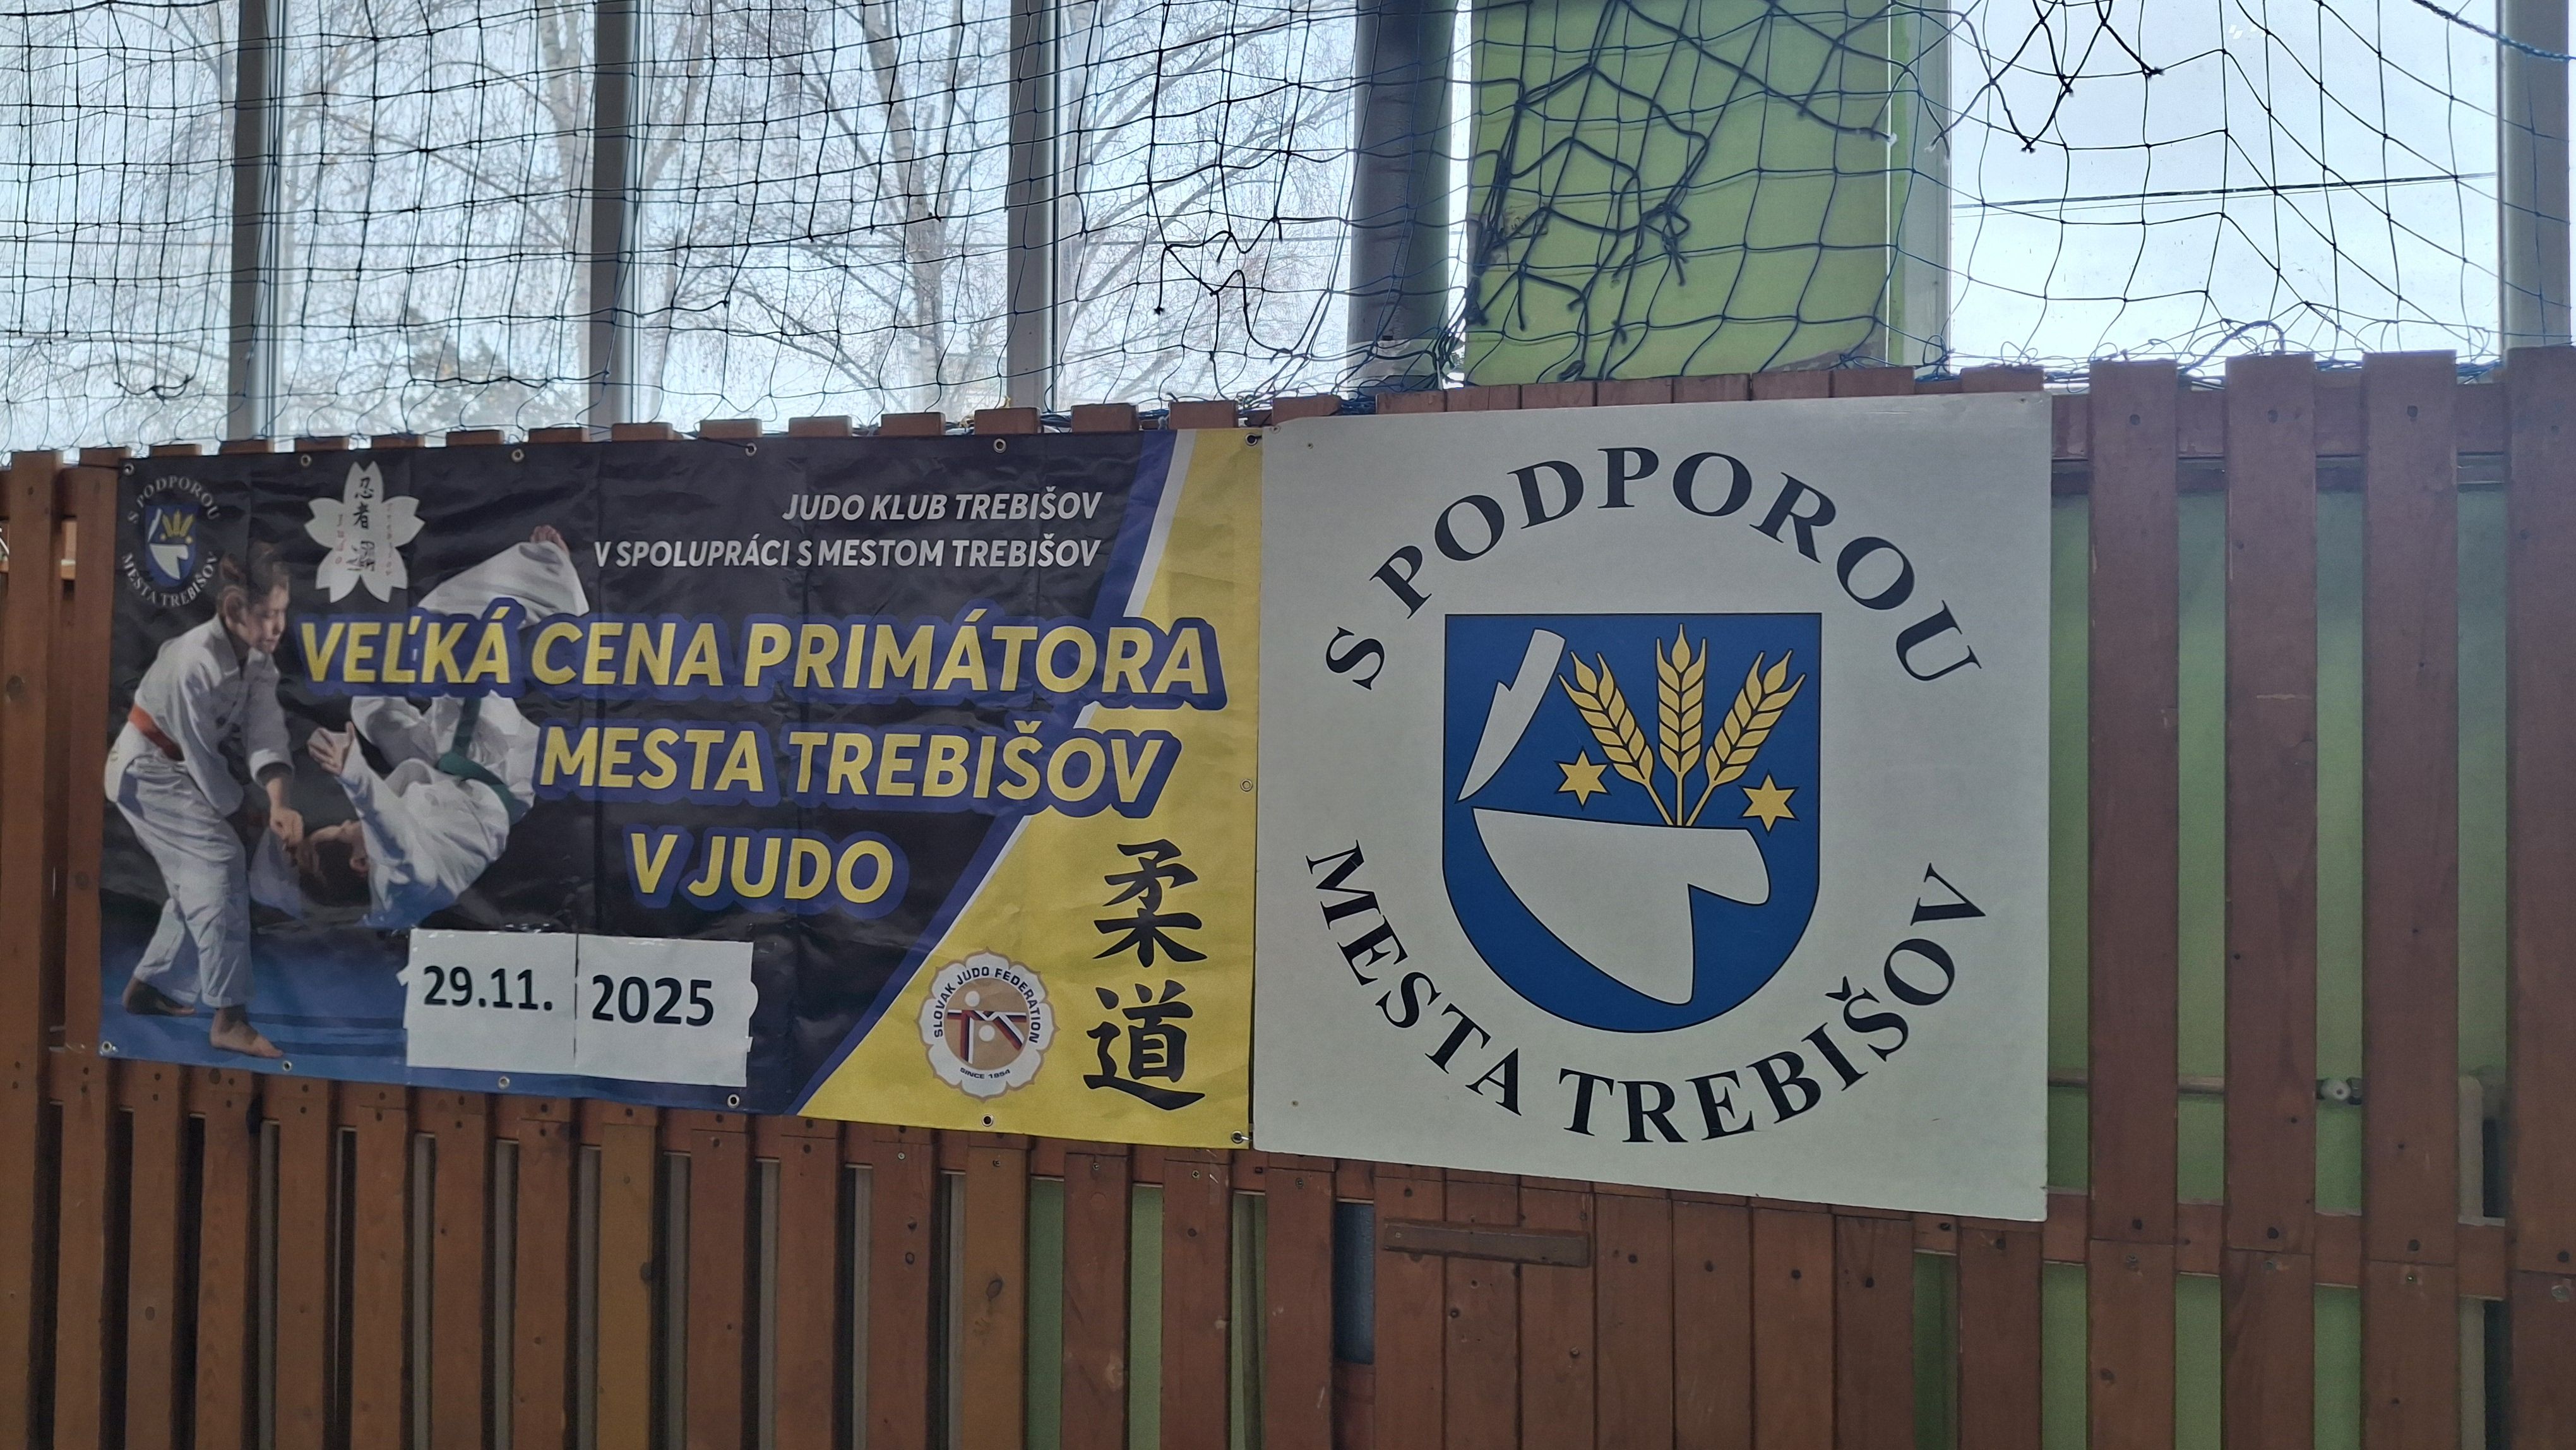 S PODPOROU
MESTA TREBIŠOV
忍者
JUDO KLUB TREBIŠOV
V SPOLUPRÁCI S MESTOM TREBIŠOV
VEĽKÁ CENA PRIMÁTORA
MESTA TREBIŠOV
V JUDO
29.11. 2025
SLOVAK JUDO FEDERATION
SINCE 1954
柔道
S PODPOROU
MESTA TREBIŠOV